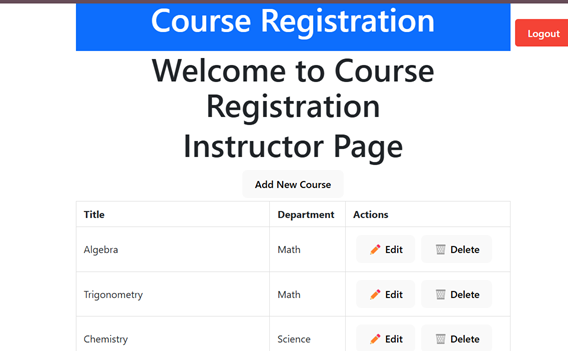 Course Registration
Logout
Welcome to Course
Registration
Instructor Page
Add New Course
Title Department Actions
Algebra Math Edit Delete
Trigonometry Math Edit Delete
Chemistry Science Edit Delete